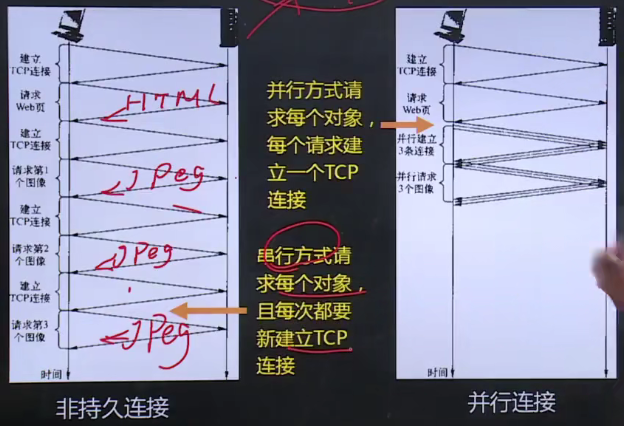 建立
TCP连接
请求
Web页
建立
TCP连接
请求第1
个图像
建立
TCP连接
请求第2
个图像
建立
TCP连接
请求第3
个图像
时间
HTML
JPeg
JPeg
JPeg
非持久连接
并行方式请
求每个对象，
每个请求建
立一个TCP
连接
串行方式请
求每个对象，
且每次都要
新建立TCP
连接
建立
TCP连接
请求
Web页
并行建立
3条连接
并行请求
3个图像
时间
并行连接